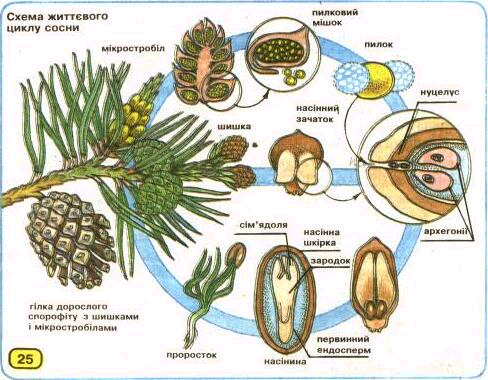 Схема життєвого
циклу сосни
мікростробіл
пилковий
мішок
пилок
нуцелус
насінний
зачаток
шишка
архегонії
сім'ядоля
насінна
шкірка
зародок
гілка дорослого
спорофіту з шишками
і мікростробілами
проросток
первинний
ендосперм
насінина
25